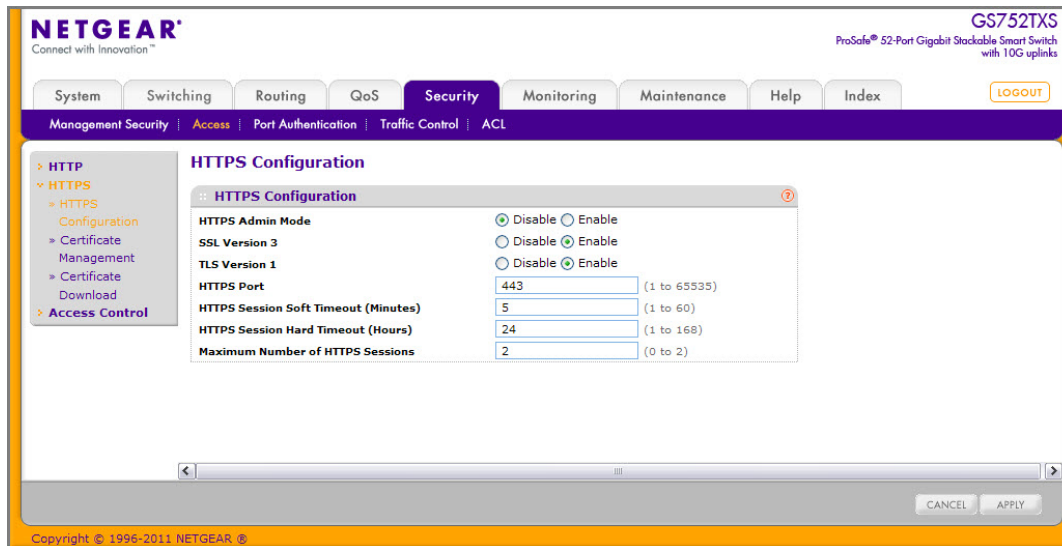 NETGEAR®
Connect with Innovation™
GS752TXS
ProSafe® 52-Port Gigabit Stackable Smart Switch
with 10G uplinks
System Switching Routing QoS Security Monitoring Maintenance Help Index LOGOUT
Management Security Access Port Authentication Traffic Control ACL
HTTP
HTTPS
» HTTPS
Configuration
» Certificate
Management
» Certificate
Download
Access Control
HTTPS Configuration
HTTPS Configuration ?
HTTPS Admin Mode Disable Enable
SSL Version 3 Disable Enable
TLS Version 1 Disable Enable
HTTPS Port 443 (1 to 65535)
HTTPS Session Soft Timeout (Minutes) 5 (1 to 60)
HTTPS Session Hard Timeout (Hours) 24 (1 to 168)
Maximum Number of HTTPS Sessions 2 (0 to 2)
CANCEL APPLY
Copyright © 1996-2011 NETGEAR ®